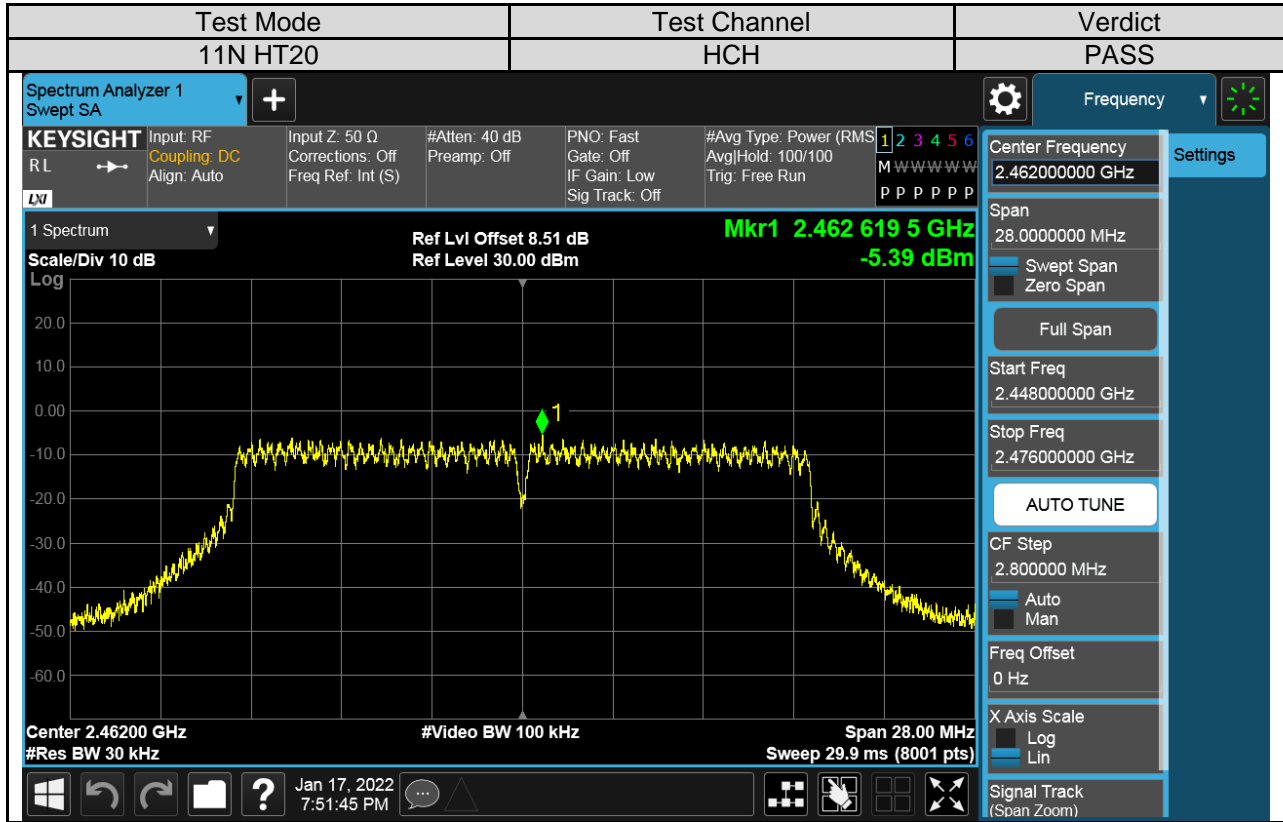 Test Mode Test Channel Verdict
11N HT20 HCH PASS
Spectrum Analyzer 1
Swept SA
Frequency
KEYSIGHT Input: RF Input Z: 50 Ω #Atten: 40 dB PNO: Fast #Avg Type: Power (RMS 1 2 3 4 5 6
R L Coupling: DC Corrections: Off Preamp: Off Gate: Off Avg|Hold: 100/100 M W W W W W
Align: Auto Freq Ref: Int (S) IF Gain: Low Trig: Free Run
LXI Sig Track: Off P P P P P P
1 Spectrum
Ref Lvl Offset 8.51 dB
Mkr1 2.462 619 5 GHz
Scale/Div 10 dB Ref Level 30.00 dBm -5.39 dBm
Log
20.0
10.0
0.00
1
-10.0
-20.0
-30.0
-40.0
-50.0
-60.0
Center 2.46200 GHz #Video BW 100 kHz Span 28.00 MHz
#Res BW 30 kHz Sweep 29.9 ms (8001 pts)
?
Jan 17, 2022
7:51:45 PM
Center Frequency
2.462000000 GHz
Settings
Span
28.0000000 MHz
Swept Span
Zero Span
Full Span
Start Freq
2.448000000 GHz
Stop Freq
2.476000000 GHz
AUTO TUNE
CF Step
2.800000 MHz
Auto
Man
Freq Offset
0 Hz
X Axis Scale
Log
Lin
Signal Track
(Span Zoom)